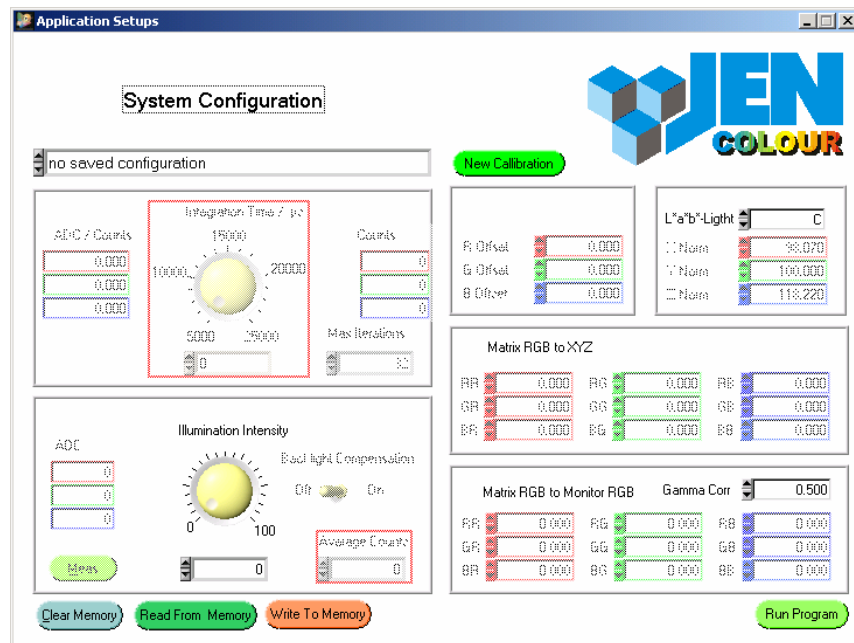 Application Setups
JEN
COLOUR
System Configuration
no saved configuration
New Callibration
Integration Time / µs
ADC / Counts
15000
Counts
0.000
0.000
0.000
10000
20000
5000
25000
0
0
0
0
Max Iterations
32
R Offset 0.000
G Offset 0.000
B Offset 0.000
L*a*b*-Ligtht C
X Norm 98.070
Y Norm 100.000
Z Norm 118.220
Matrix RGB to XYZ
RR 0.000 RG 0.000 RB 0.000
GR 0.000 GG 0.000 GB 0.000
BR 0.000 BG 0.000 BB 0.000
ADC
0
0
0
Meas
Illumination Intensity
0
100
0
Back light Compensation
Off On
Average Counts
0
Matrix RGB to Monitor RGB Gamma Corr 0.500
RR 0.000 RG 0.000 RB 0.000
GR 0.000 GG 0.000 GB 0.000
BR 0.000 BG 0.000 BB 0.000
Clear Memory
Read From Memory
Write To Memory
Run Program